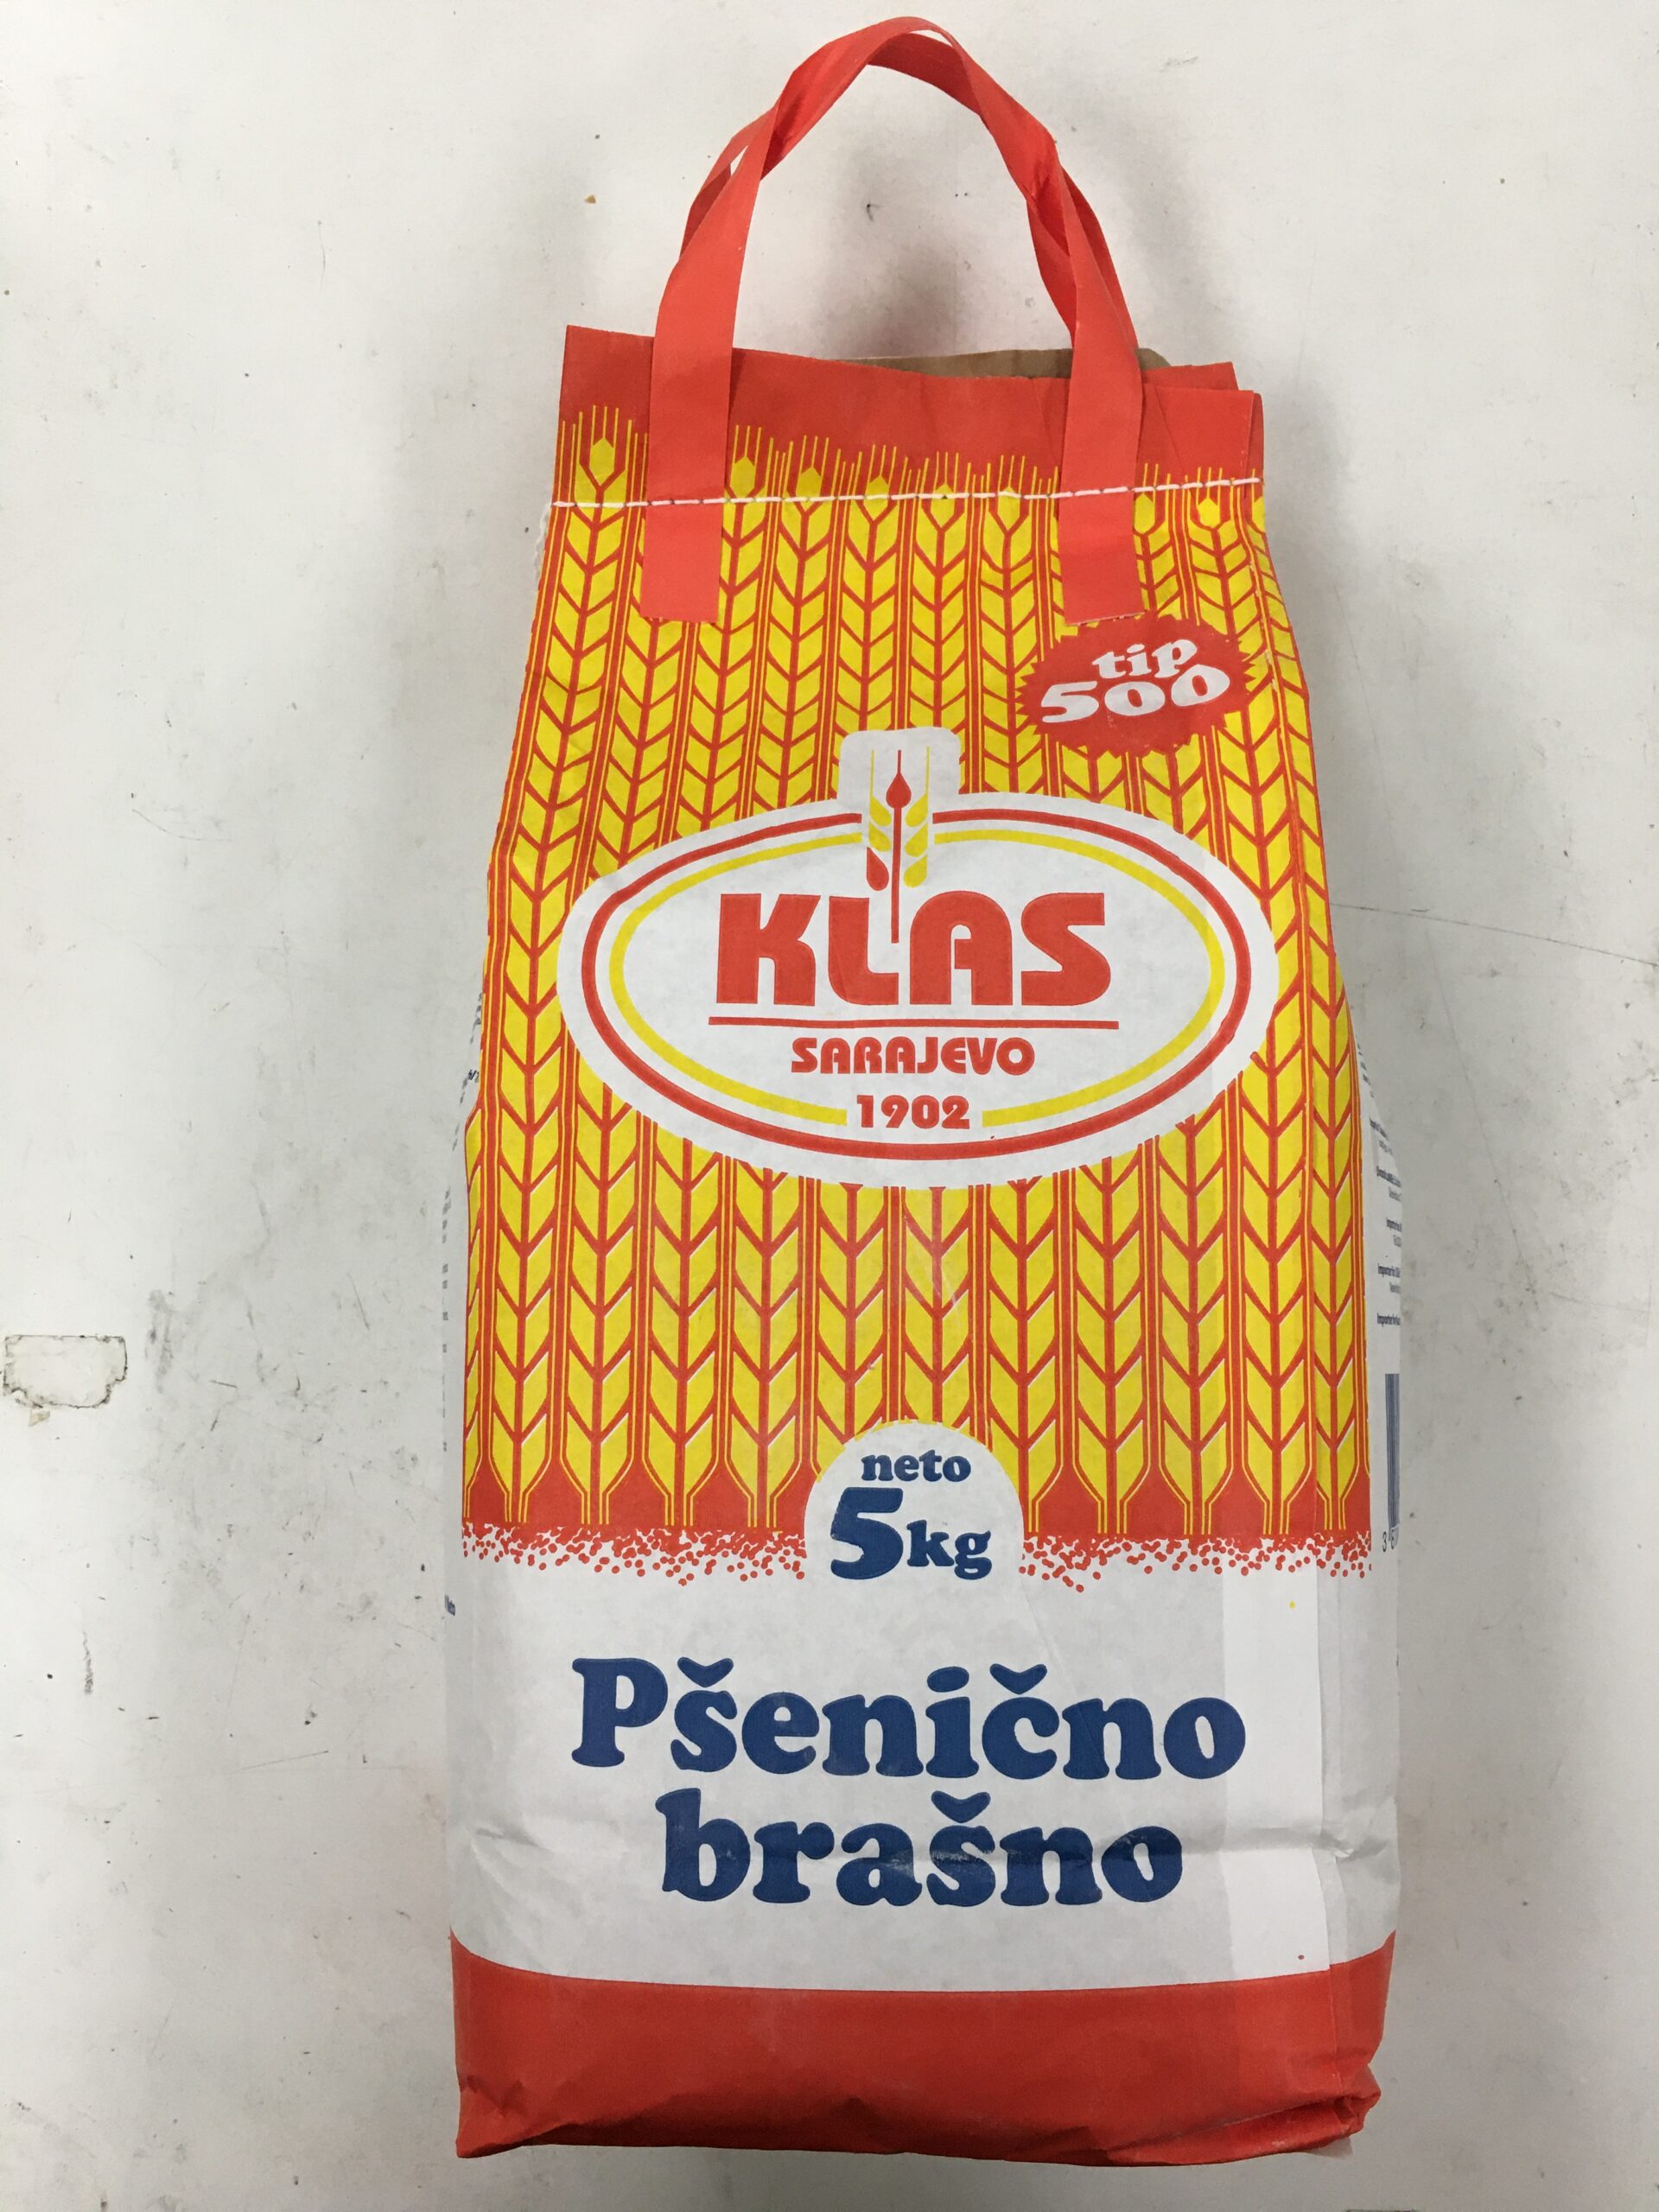 tip
500
KLAS
SARAJEVO
1902
neto
5kg
Pšenično
brašno